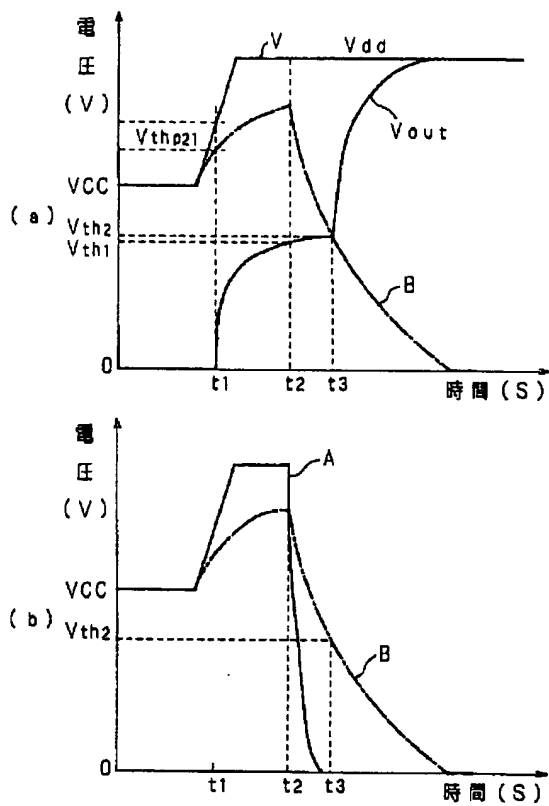 電
圧
(V)
V
Vdd
Vthp21
Vout
VCC
(a)
Vth2
Vth1
B
0
t1
t2
t3
時間(S)
電
圧
(V)
A
VCC
(b)
Vth2
B
0
t1
t2
t3
時間(S)